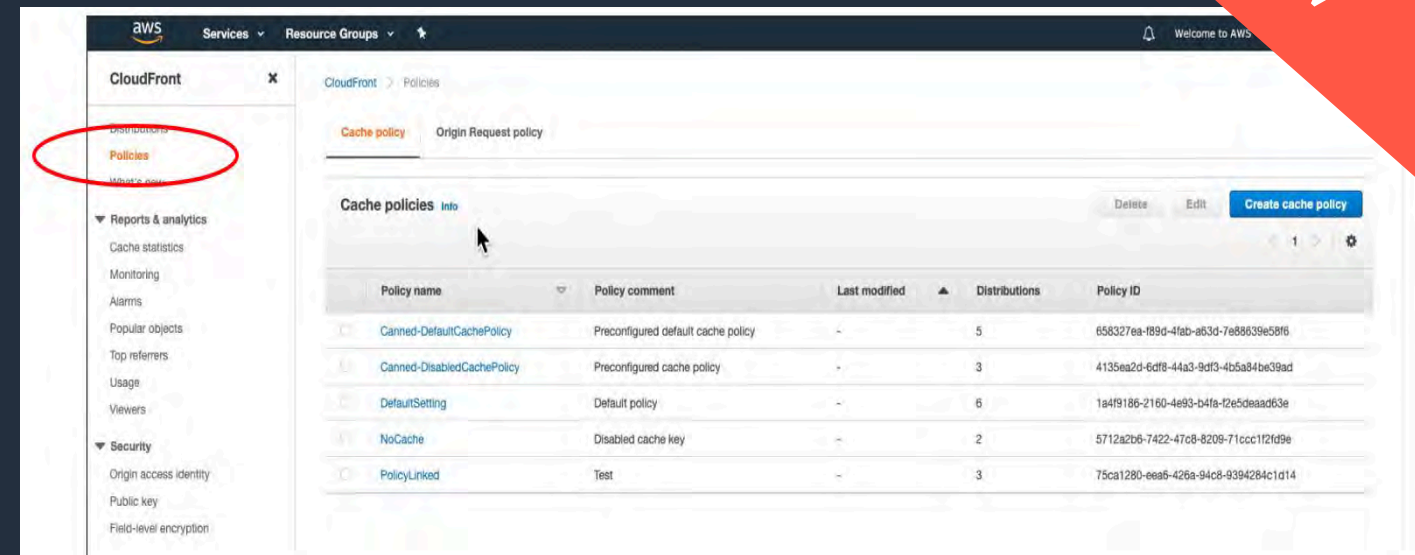 aws Services Resource Groups Welcome to AWS
CloudFront x
CloudFront > Policies
Distributions
Policies
What's new
Reports & analytics
Cache statistics
Monitoring
Alarms
Popular objects
Top referrers
Usage
Viewers
Security
Origin access identity
Public key
Field-level encryption
Cache policy Origin Request policy
Cache policies Info Delete Edit Create cache policy
< 1 >
Policy name Policy comment Last modified Distributions Policy ID
Canned-DefaultCachePolicy Preconfigured default cache policy - 5 658327ea-f89d-4fab-a63d-7e88639e58f6
Canned-DisabledCachePolicy Preconfigured cache policy - 3 4135ea2d-6df8-44a3-9df3-4b5a84be39ad
DefaultSetting Default policy - 6 1a4f9186-2160-4e93-b4fa-f2e5deaad63e
NoCache Disabled cache key - 2 5712a2b6-7422-47c8-8209-71ccc1f2fd9e
PolicyLinked Test - 3 75ca1280-eea6-426a-94c8-9394284c1d14